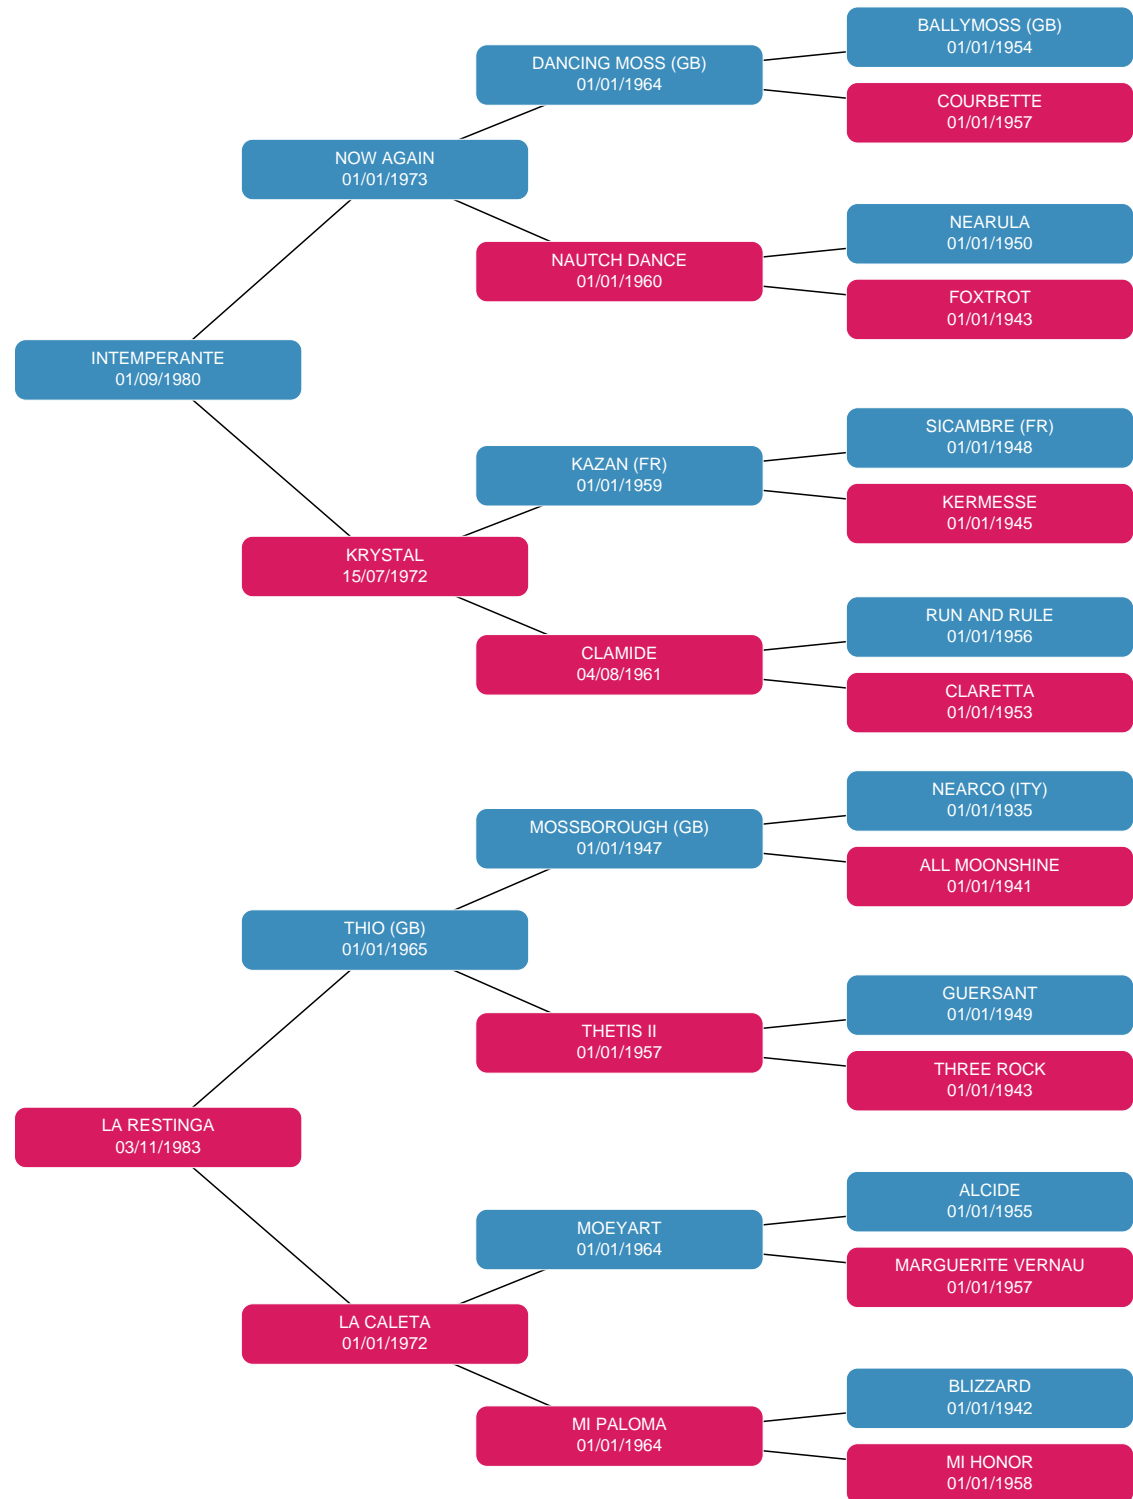 BALLYMOSS (GB)
01/01/1954
DANCING MOSS (GB)
01/01/1964
COURBETTE
01/01/1957
NOW AGAIN
01/01/1973
NEARULA
01/01/1950
NAUTCH DANCE
01/01/1960
FOXTROT
01/01/1943
INTEMPERANTE
01/09/1980
SICAMBRE (FR)
01/01/1948
KAZAN (FR)
01/01/1959
KERMESSE
01/01/1945
KRYSTAL
15/07/1972
RUN AND RULE
01/01/1956
CLAMIDE
04/08/1961
CLARETTA
01/01/1953
NEARCO (ITY)
01/01/1935
MOSSBOROUGH (GB)
01/01/1947
ALL MOONSHINE
01/01/1941
THIO (GB)
01/01/1965
GUERSANT
01/01/1949
THETIS II
01/01/1957
THREE ROCK
01/01/1943
LA RESTINGA
03/11/1983
ALCIDE
01/01/1955
MOEYART
01/01/1964
MARGUERITE VERNAU
01/01/1957
LA CALETA
01/01/1972
BLIZZARD
01/01/1942
MI PALOMA
01/01/1964
MI HONOR
01/01/1958